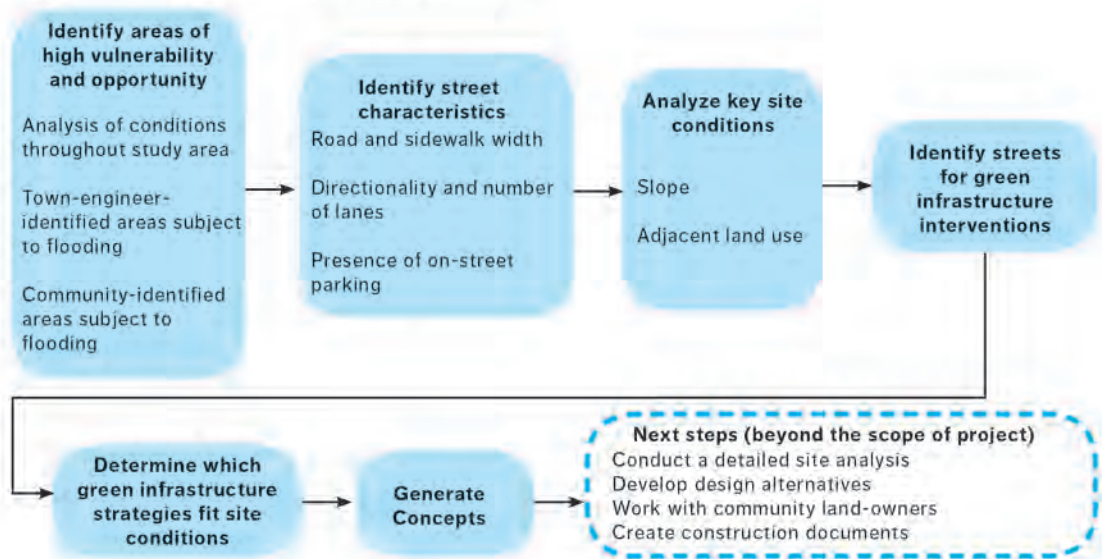 Identify areas of
high vulnerability
and opportunity
Analysis of conditions
throughout study area
Town-engineer-
identified areas subject
to flooding
Community-identified
areas subject to
flooding
Identify street
characteristics
Road and sidewalk width
Directionality and number
of lanes
Presence of on-street
parking
Analyze key site
conditions
Slope
Adjacent land use
Identify streets
for green
infrastructure
interventions
Determine which
green infrastructure
strategies fit site
conditions
Generate
Concepts
Next steps (beyond the scope of project)
Conduct a detailed site analysis
Develop design alternatives
Work with community land-owners
Create construction documents